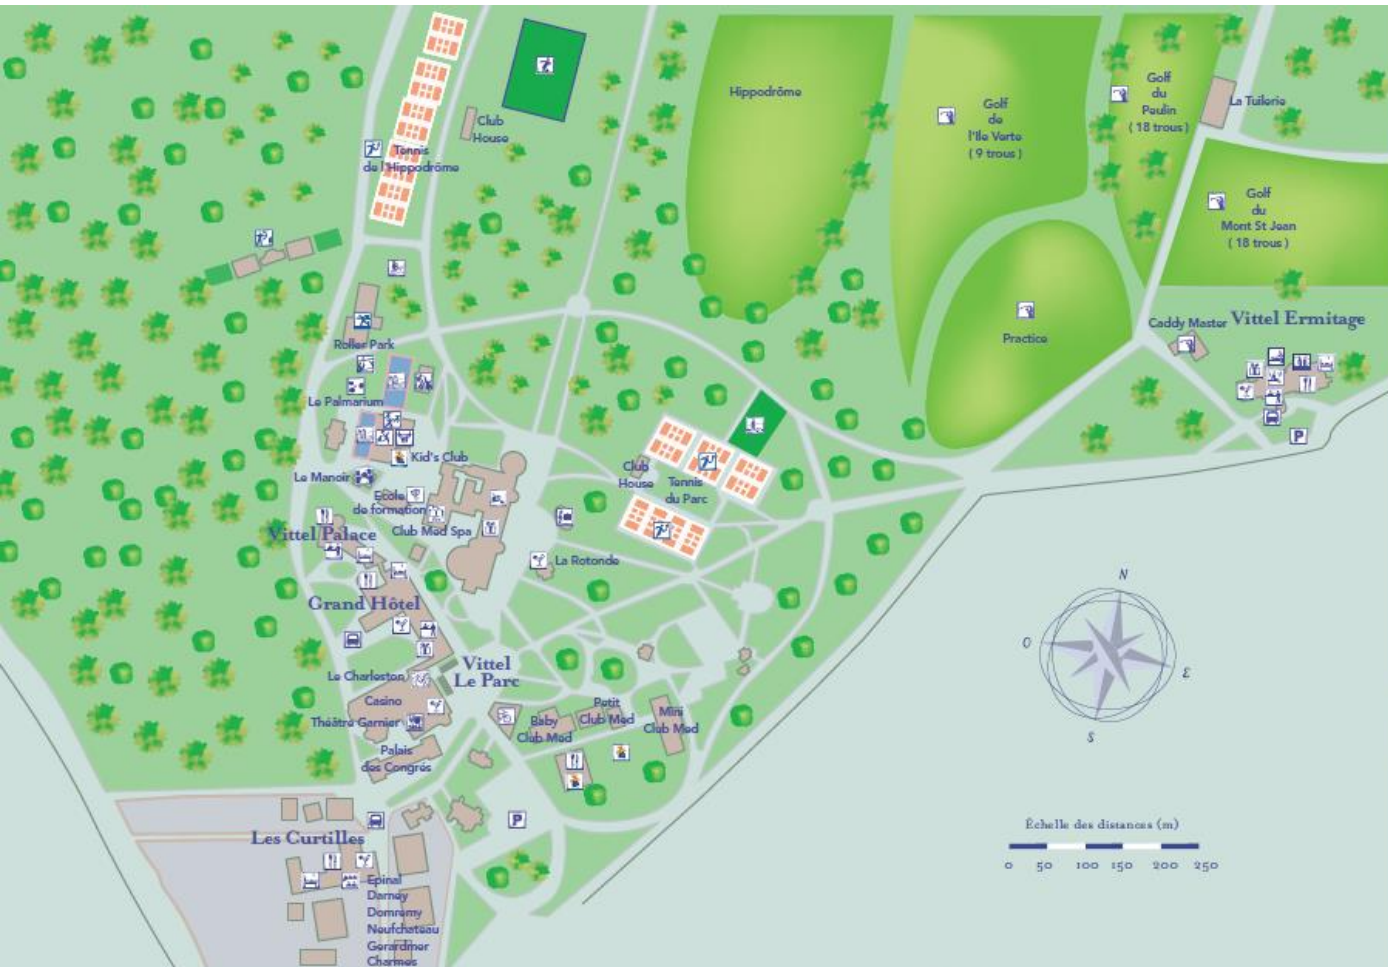 Hippodrôme
Golf
de
l'Ile Verte
( 9 trous )
Golf
du
Peulin
( 18 trous )
La Tuilerie
Club
House
Tennis
de l'Hippodrôme
Golf
du
Mont St Jean
( 18 trous )
Practice
Caddy Master
Vittel Ermitage
P
Roller Park
Le Palmarium
Kid's Club
Le Manoir
Ecole
de formation
Club Med Spa
Club
House
Tennis
du Parc
Vittel Palace
La Rotonde
Grand Hôtel
Vittel
Le Parc
Le Charleston
Casino
Théâtre Garnier
Palais
des Congrés
Baby
Club Med
Petit
Club Med
Mini
Club Med
P
Les Curtilles
Epinal
Darney
Domremy
Neufchateau
Gerardmer
Charmes
N
O
E
S
Échelle des distances (m)
0 50 100 150 200 250